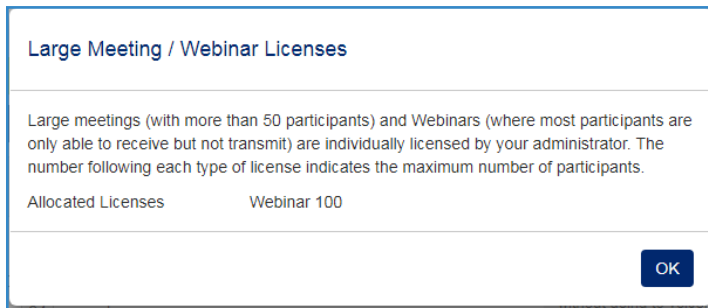 Large Meeting / Webinar Licenses
Large meetings (with more than 50 participants) and Webinars (where most participants are
only able to receive but not transmit) are individually licensed by your administrator. The
number following each type of license indicates the maximum number of participants.
Allocated Licenses Webinar 100
OK